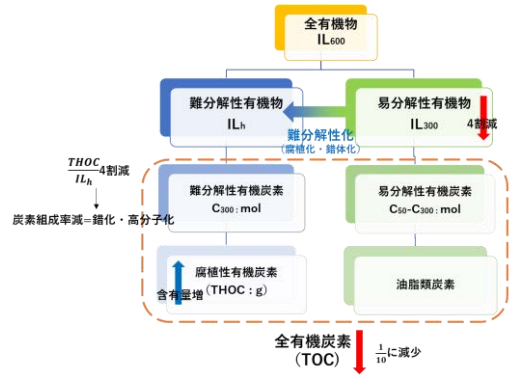 全有機物
IL600
難分解性有機物
ILh
易分解性有機物
IL300
4割減
難分解性化
（腐植化・錯体化）
THOC/ILh 4割減
炭素組成率減=錯化・高分子化
難分解性有機炭素
C300 : mol
易分解性有機炭素
C50-C300 : mol
腐植性有機炭素
（THOC : g）
含有量増
油脂類炭素
全有機炭素
（TOC）
1/10に減少